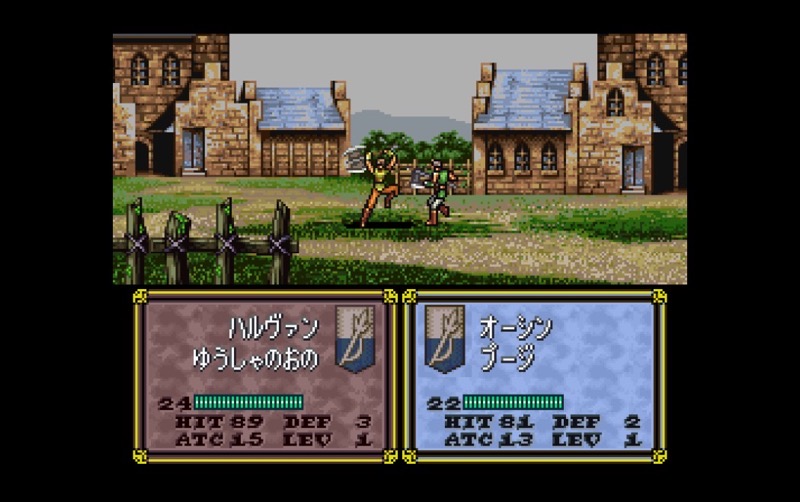 ハルヴァン
ゆうしゃのおの
24
HIT 89 DEF 3
ATC 15 LEV 1
オーシン
プージ
22
HIT 81 DEF 2
ATC 13 LEV 1